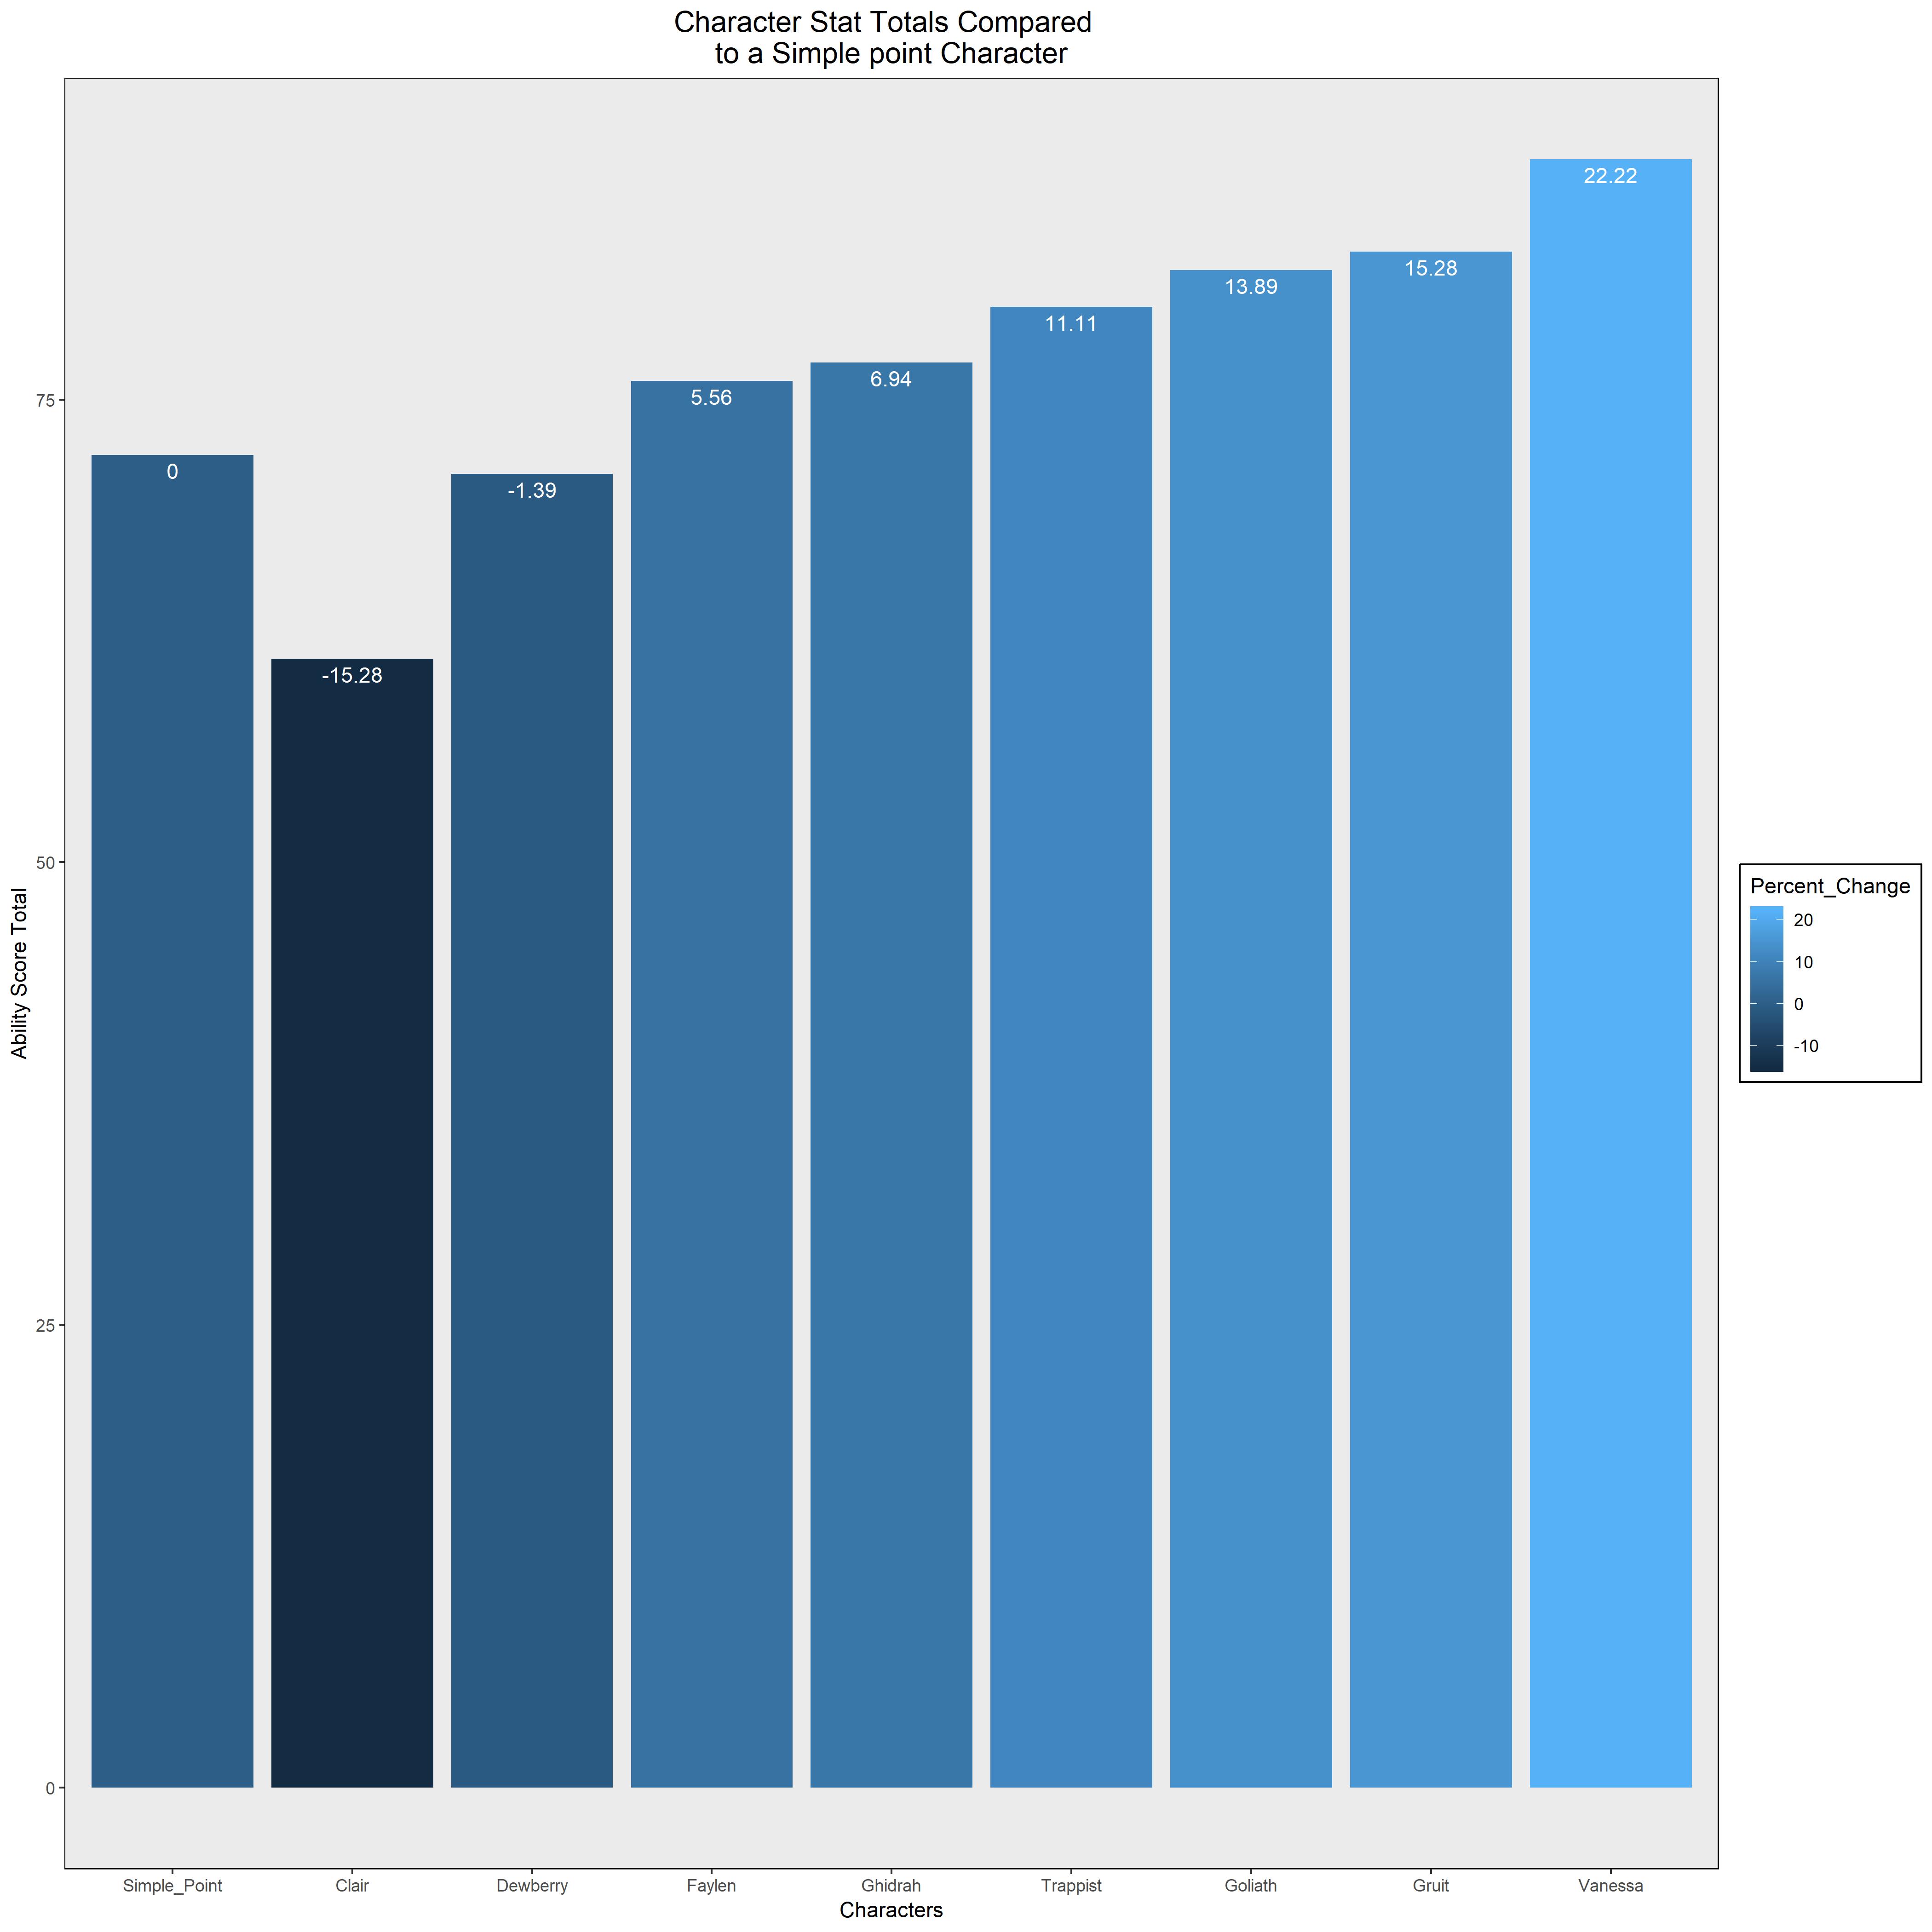 Character Stat Totals Compared
to a Simple point Character
22.22
15.28
13.89
11.11
6.94
5.56
0
-1.39
-15.28
75
50
25
0
Ability Score Total
Percent_Change
20
10
0
-10
Simple_Point
Clair
Dewberry
Faylen
Ghidrah
Trappist
Goliath
Gruit
Vanessa
Characters